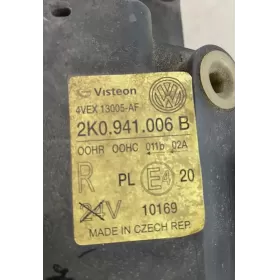 Visteon
4VEX 13005-AF
2K0.941.006 B
OOHR OOHC 011b 02A
R PL E4 20
24V 10169
MADE IN CZECH REP.